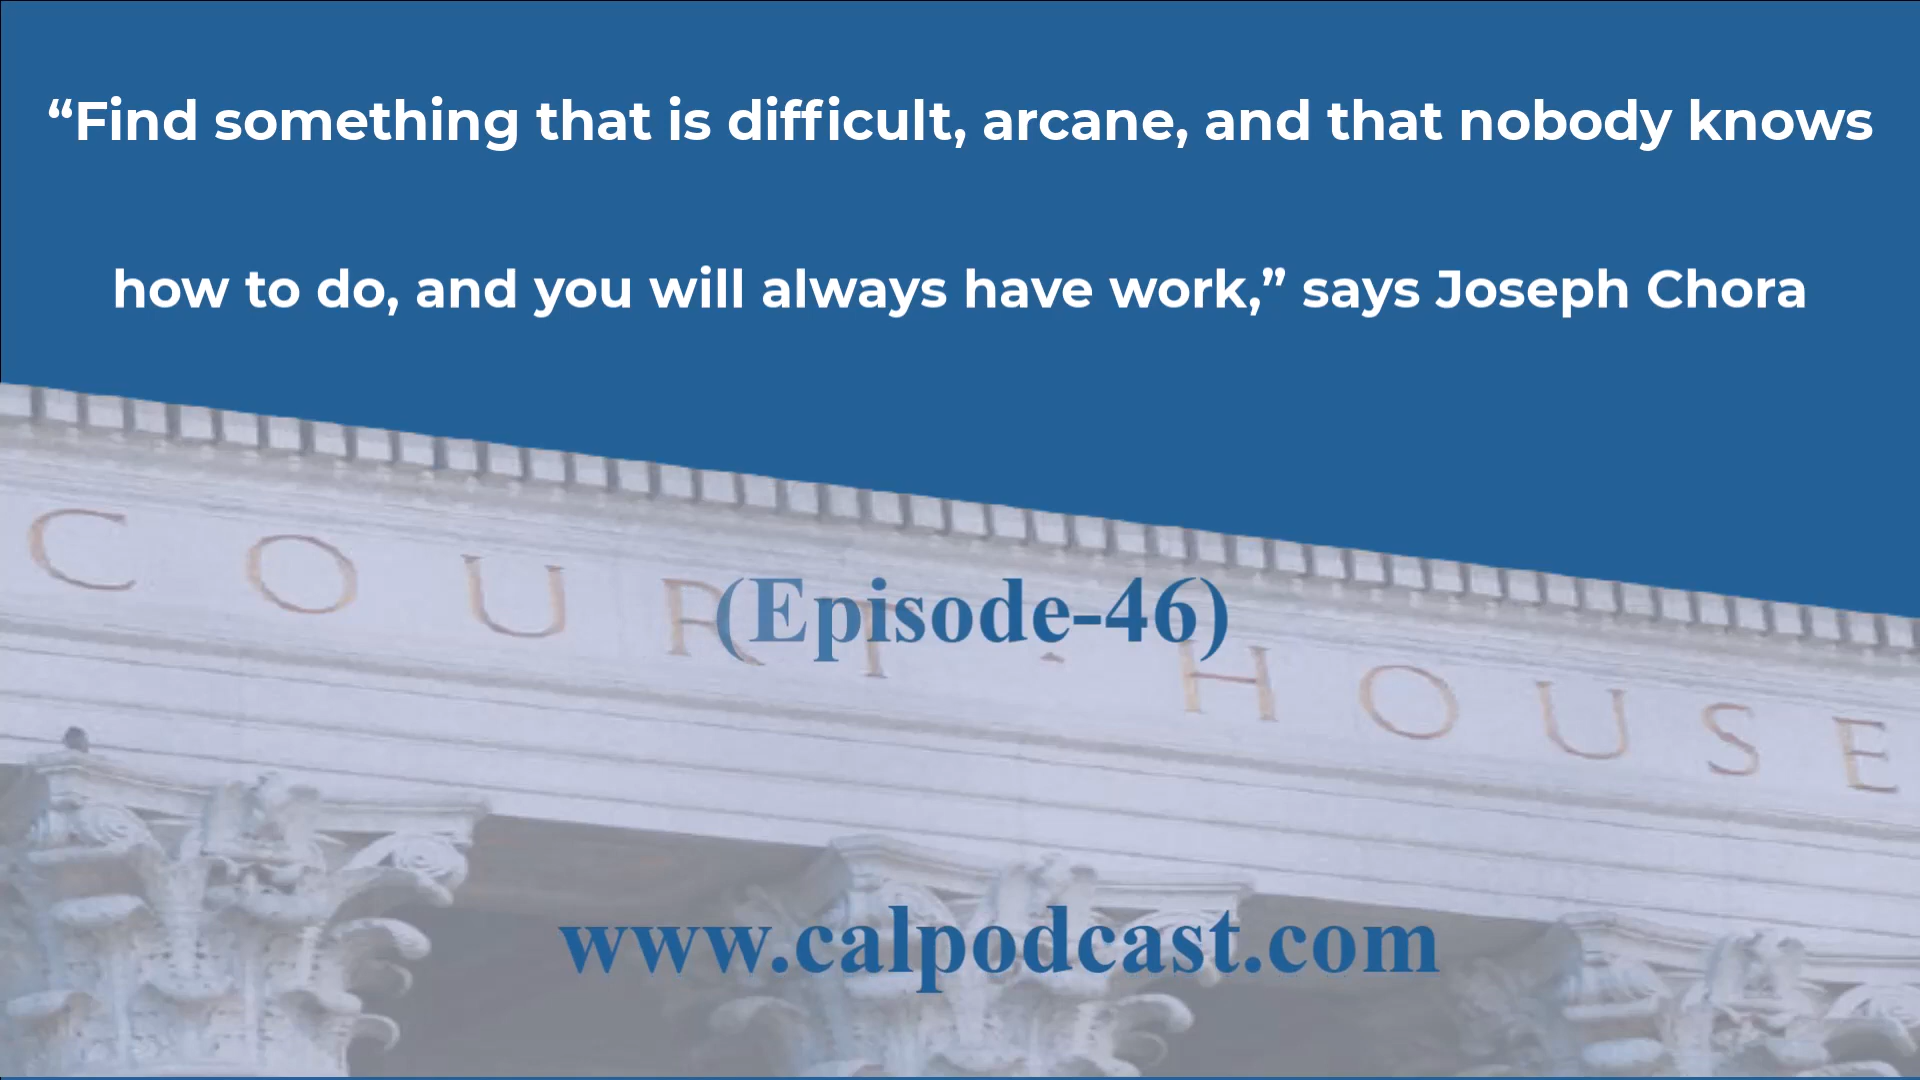 “Find something that is difficult, arcane, and that nobody knows
how to do, and you will always have work,” says Joseph Chora
COURT HOUSE
(Episode-46)
www.calpodcast.com